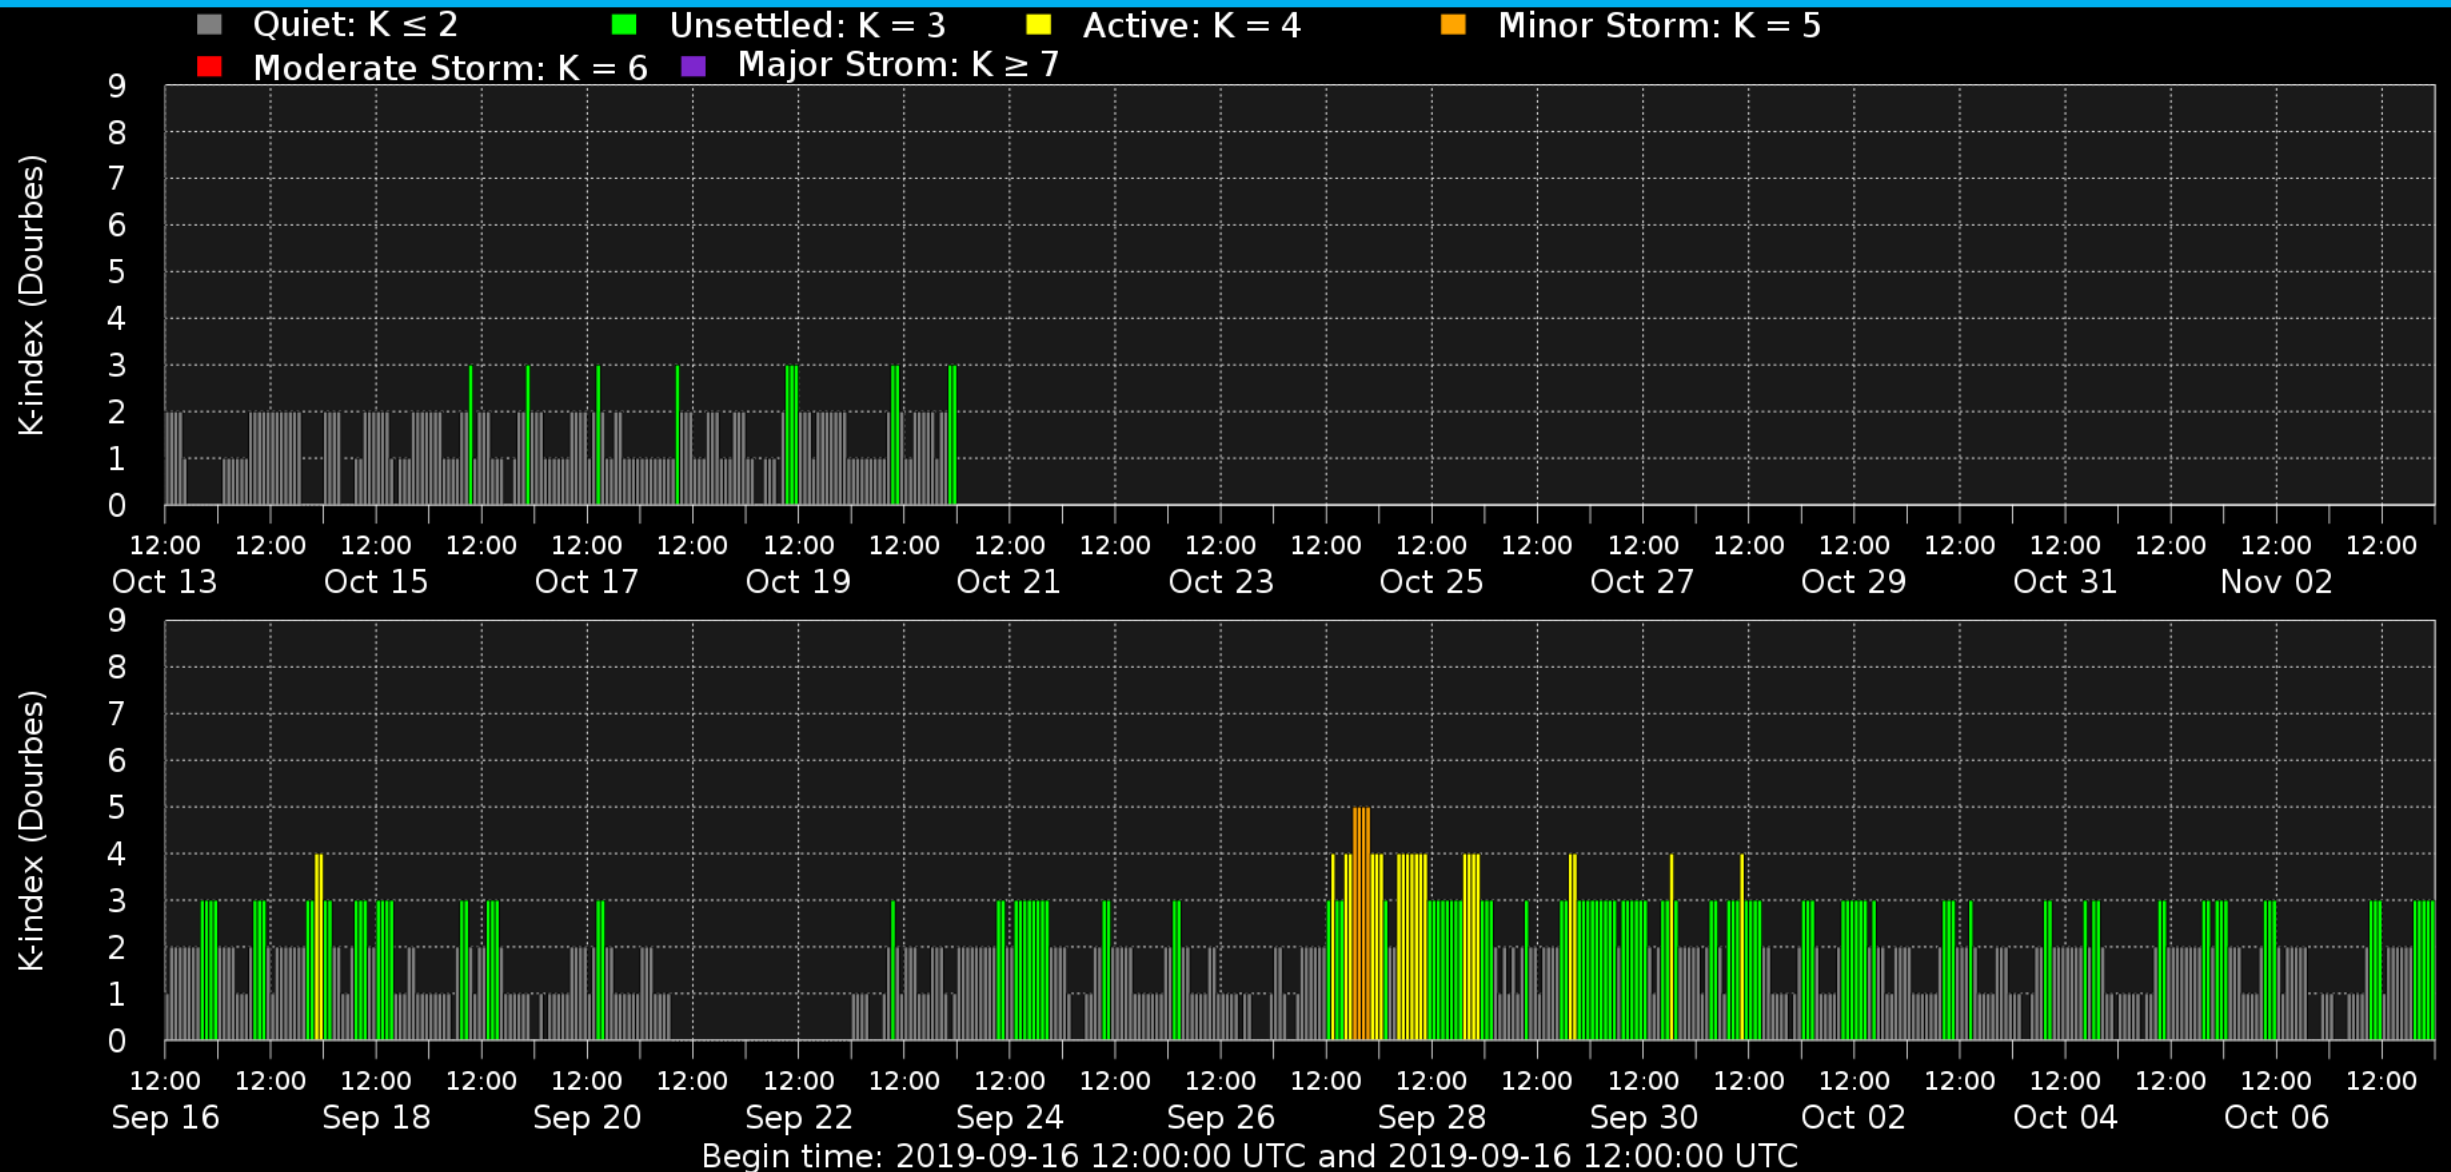 Quiet: K ≤ 2 Unsettled: K = 3 Active: K = 4 Minor Storm: K = 5
Moderate Storm: K = 6 Major Strom: K ≥ 7
K-index (Dourbes)
9
8
7
6
5
4
3
2
1
0
12:00 12:00 12:00 12:00 12:00 12:00 12:00 12:00 12:00 12:00 12:00 12:00 12:00 12:00 12:00 12:00 12:00 12:00 12:00 12:00 12:00 12:00
Oct 13 Oct 15 Oct 17 Oct 19 Oct 21 Oct 23 Oct 25 Oct 27 Oct 29 Oct 31 Nov 02
K-index (Dourbes)
9
8
7
6
5
4
3
2
1
0
12:00 12:00 12:00 12:00 12:00 12:00 12:00 12:00 12:00 12:00 12:00 12:00 12:00 12:00 12:00 12:00 12:00 12:00 12:00 12:00 12:00 12:00
Sep 16 Sep 18 Sep 20 Sep 22 Sep 24 Sep 26 Sep 28 Sep 30 Oct 02 Oct 04 Oct 06
Begin time: 2019-09-16 12:00:00 UTC and 2019-09-16 12:00:00 UTC